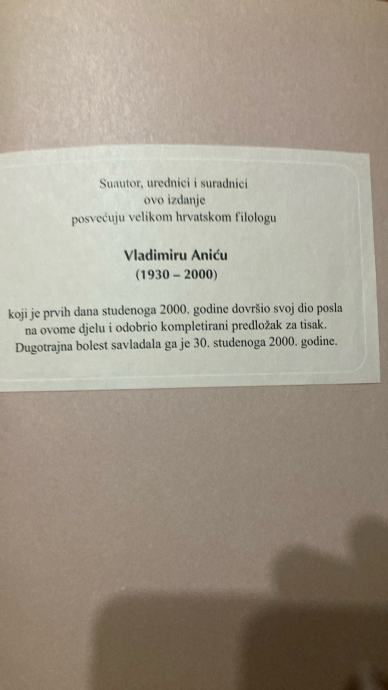 Suautor, urednici i suradnici
ovo izdanje
posvećuju velikom hrvatskom filologu
Vladimiru Aniću
(1930 – 2000)
koji je prvih dana studenoga 2000. godine dovršio svoj dio posla
na ovome djelu i odobrio kompletirani predložak za tisak.
Dugotrajna bolest savladala ga je 30. studenoga 2000. godine.